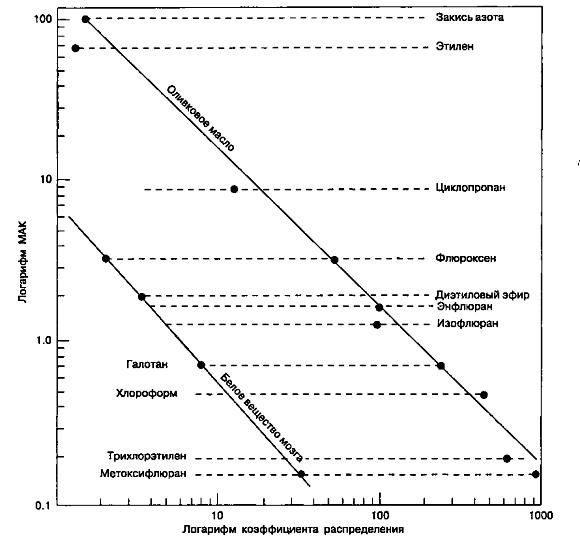 100
Закись азота
Этилен
Оливковое масло
10
Циклопропан
Логарифм МАК
Флюроксен
Диэтиловый эфир
Энфлюран
Изофлюран
1.0
Галотан
Хлороформ
Белое вещество мозга
Трихлорэтилен
Метоксифлюран
0.1
10
100
1000
Логарифм коэффициента распределения